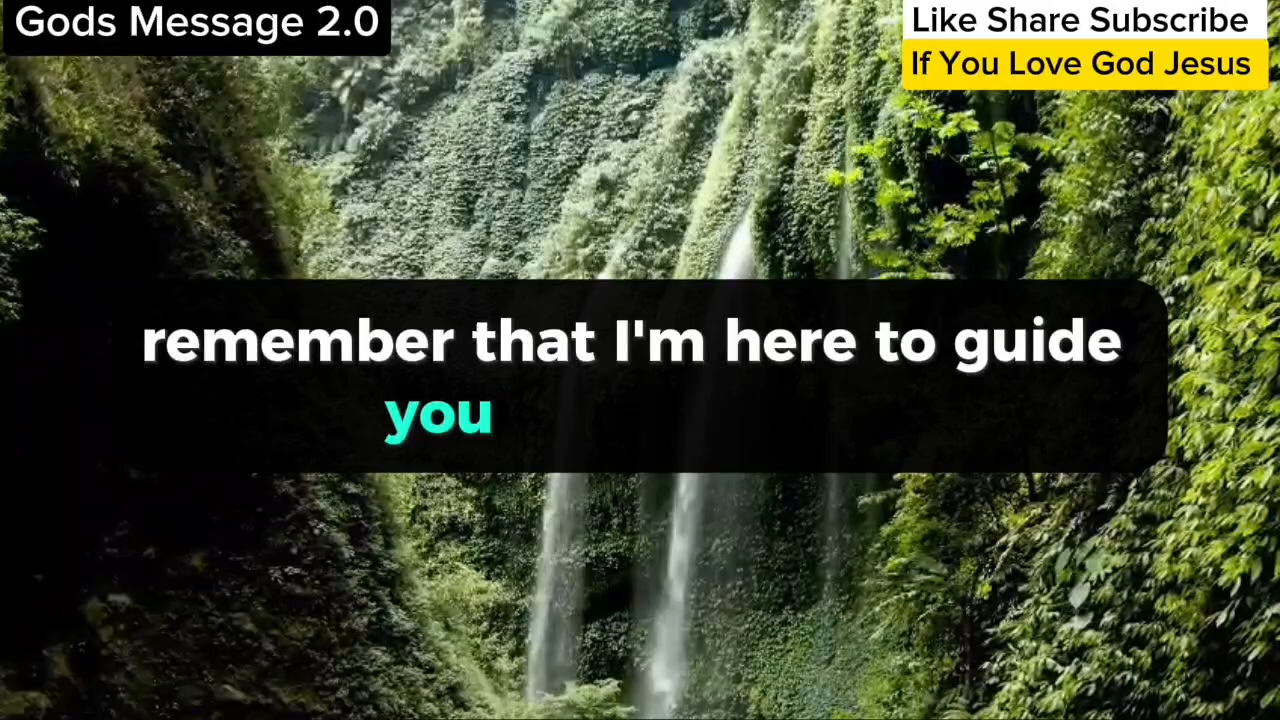 Gods Message 2.0
Like Share Subscribe
If You Love God Jesus
remember that I'm here to guide
you